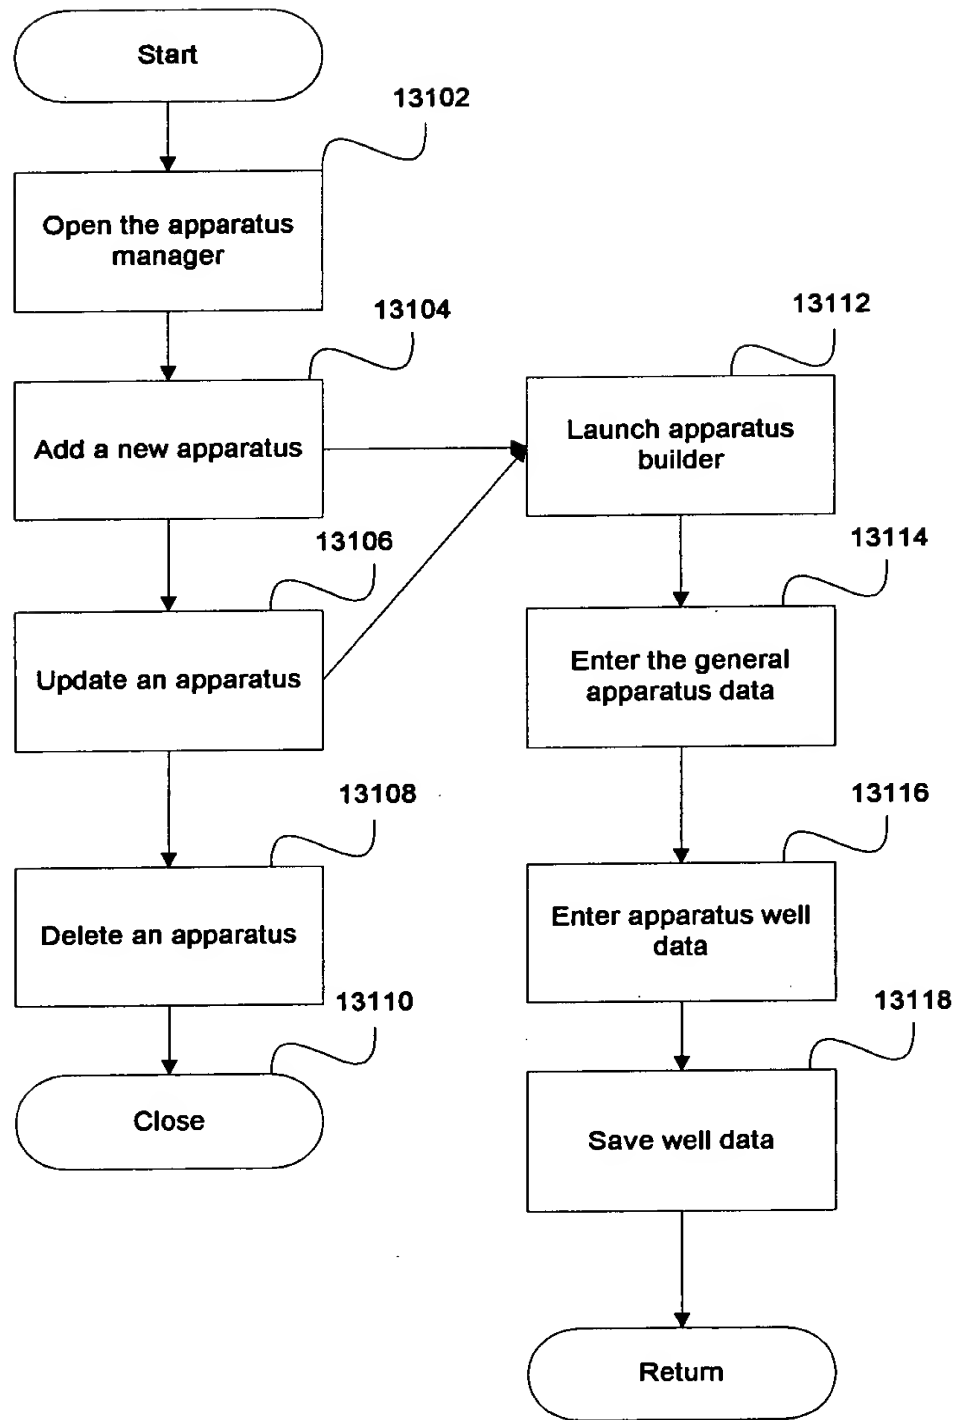 Start
13102
Open the apparatus
manager
13104
Add a new apparatus
13106
Update an apparatus
13108
Delete an apparatus
13110
Close
13112
Launch apparatus
builder
13114
Enter the general
apparatus data
13116
Enter apparatus well
data
13118
Save well data
Return